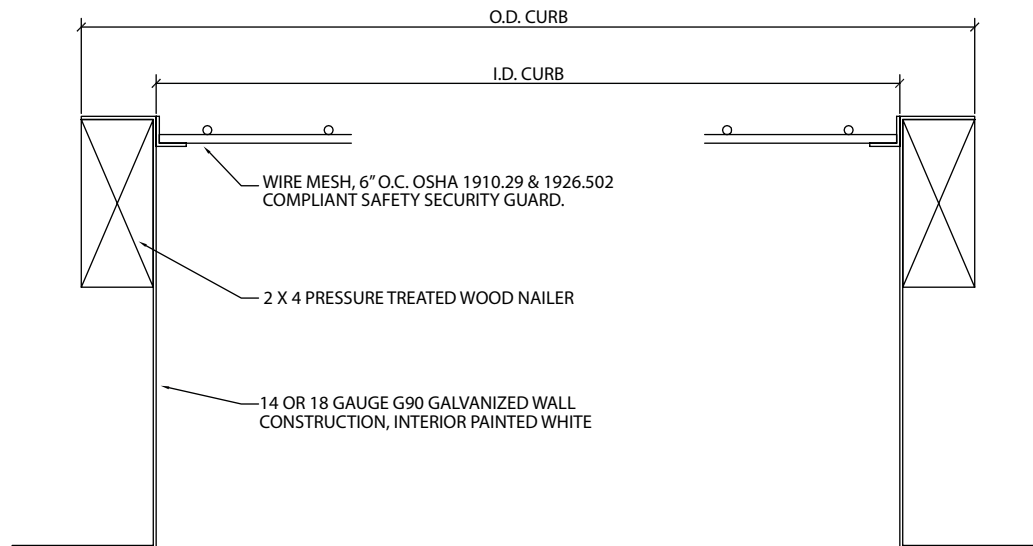 O.D. CURB
I.D. CURB
WIRE MESH, 6” O.C. OSHA 1910.29 & 1926.502
COMPLIANT SAFETY SECURITY GUARD.
2 X 4 PRESSURE TREATED WOOD NAILER
14 OR 18 GAUGE G90 GALVANIZED WALL
CONSTRUCTION, INTERIOR PAINTED WHITE